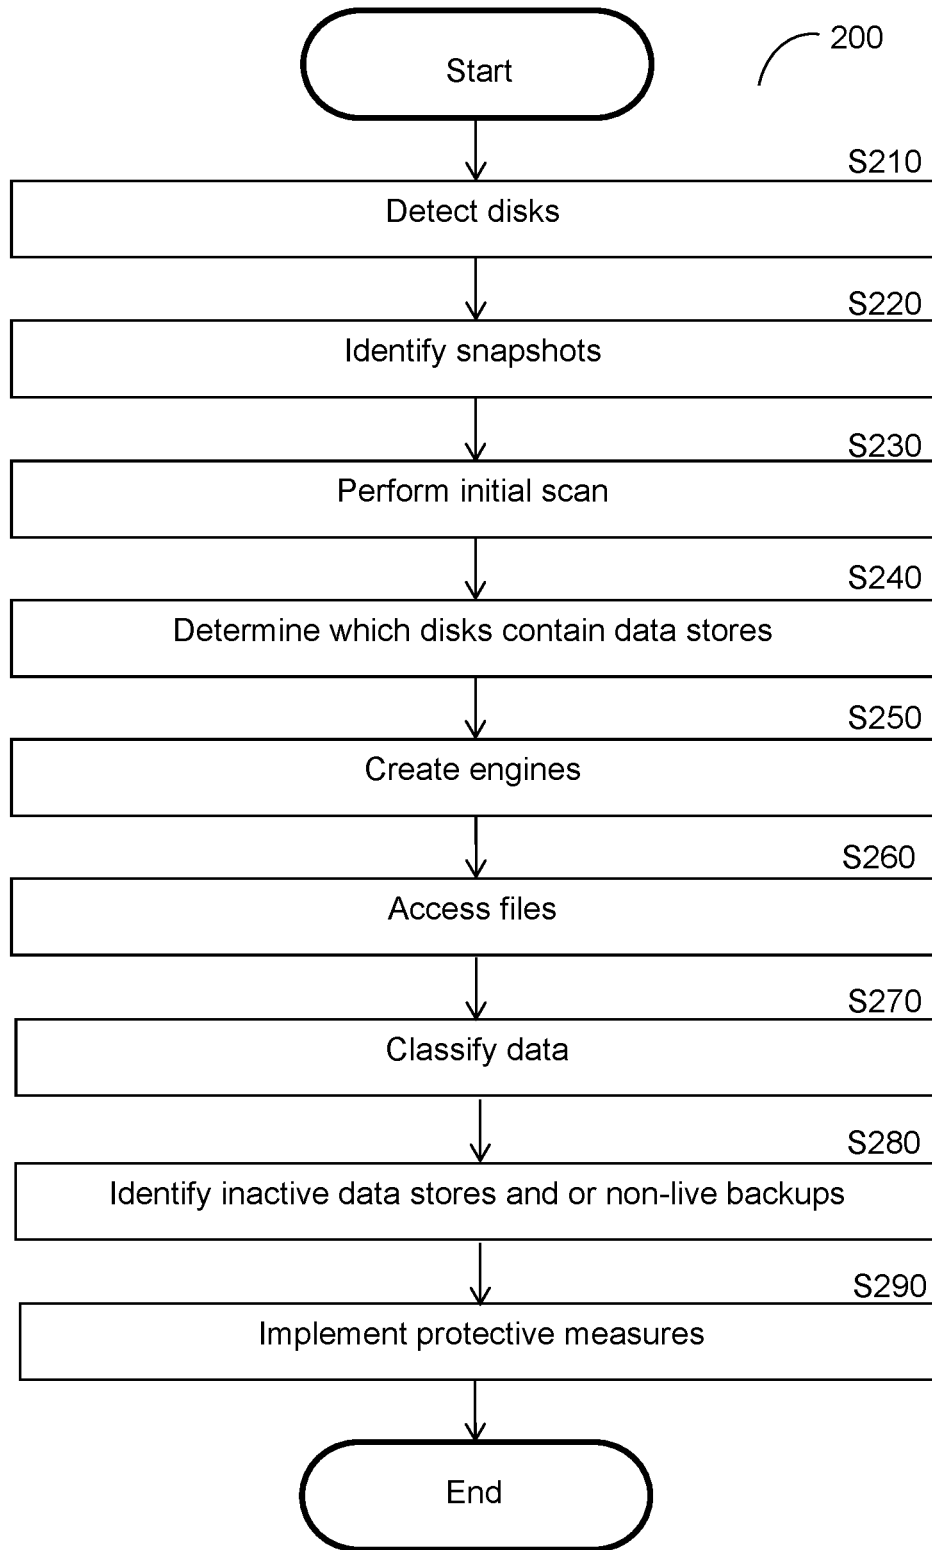 Start
200
S210
Detect disks
S220
Identify snapshots
S230
Perform initial scan
S240
Determine which disks contain data stores
S250
Create engines
S260
Access files
S270
Classify data
S280
Identify inactive data stores and or non-live backups
S290
Implement protective measures
End